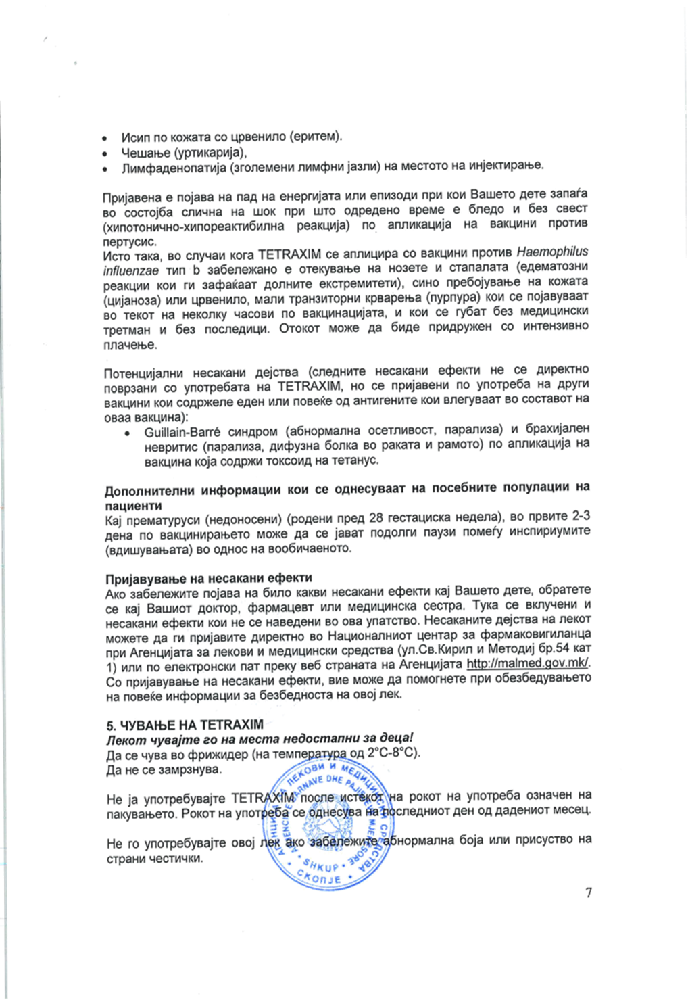 • Исип по кожата со црвенило (еритем).
• Чешање (уртикарија),
• Лимфаденопатија (зголемени лимфни јазли) на местото на инјектирање.
Пријавена е појава на пад на енергијата или епизоди при кои Вашето дете запаѓа
во состојба слична на шок при што одредено време е бледо и без свест
(хипотонично-хипореактибилна реакција) по апликација на вакцини против
пертусис.
Исто така, во случаи кога TETRAXIM се аплицира со вакцини против Haemophilus
influenzae тип b забележано е отекување на нозете и стапалата (едематозни
реакции кои ги зафаќаат долните екстремитети), сино пребојување на кожата
(цијаноза) или црвенило, мали транзиторни крварења (пурпура) кои се појавуваат
во текот на неколку часови по вакцинацијата, и кои се губат без медицински
третман и без последици. Отокот може да биде придружен со интензивно
плачење.
Потенцијални несакани дејства (следните несакани ефекти не се директно
поврзани со употребата на TETRAXIM, но се пријавени по употреба на други
вакцини кои содржеле еден или повеќе од антигените кои влегуваат во составот на
оваа вакцина):
• Guillain-Barré синдром (абнормална осетливост, парализа) и брахијален
невритис (парализа, дифузна болка во раката и рамото) по апликација на
вакцина која содржи токсоид на тетанус.
Дополнителни информации кои се однесуваат на посебните популации на
пациенти
Кај прематуруси (недоносени) (родени пред 28 гестациска недела), во првите 2-3
дена по вакцинирањето може да се јават подолги паузи помеѓу инспириумите
(вдишувањата) во однос на вообичаеното.
Пријавување на несакани ефекти
Ако забележите појава на било какви несакани ефекти кај Вашето дете, обратете
се кај Вашиот доктор, фармацевт или медицинска сестра. Тука се вклучени и
несакани ефекти кои не се наведени во ова упатство. Несаканите дејства на лекот
можете да ги пријавите директно во Националниот центар за фармаковигиланца
при Агенцијата за лекови и медицински средства (ул.Св.Кирил и Методиј бр.54 кат
1) или по електронски пат преку веб страната на Агенцијата http://malmed.gov.mk/.
Со пријавување на несакани ефекти, вие може да помогнете при обезбедувањето
на повеќе информации за безбедноста на овој лек.
5. ЧУВАЊЕ НА TETRAXIM
Лекот чувајте го на места недостапни за деца!
Да се чува во фрижидер (на температура од 2°C-8°C).
Да не се замрзнува.
Не ја употребувајте TETRAXIM после истекот на рокот на употреба означен на
пакувањето. Рокот на употреба се однесува на последниот ден од дадениот месец.
Не го употребувајте овој лек ако забележите абнормална боја или присуство на
страни честички.
АГЕНЦИЈА ЗА ЛЕКОВИ И МЕДИЦИНСКИ СРЕДСТВА
AGJENCIA E BARNAVE DHE PAJISJEVE MJEKËSORE
• SHKUP •
• СКОПЈЕ •
7